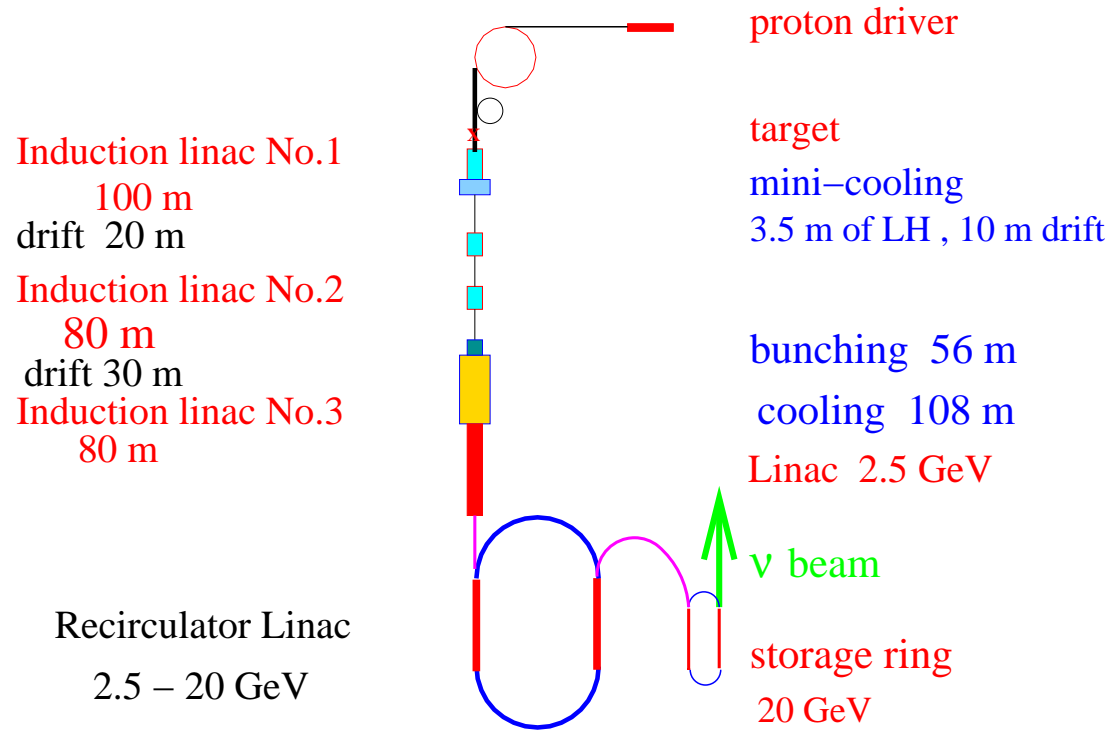 proton driver
x
target
Induction linac No.1
100 m
drift 20 m
mini−cooling
3.5 m of LH , 10 m drift
Induction linac No.2
80 m
drift 30 m
Induction linac No.3
80 m
bunching 56 m
cooling 108 m
Linac 2.5 GeV
ν beam
Recirculator Linac
2.5 – 20 GeV
storage ring
20 GeV